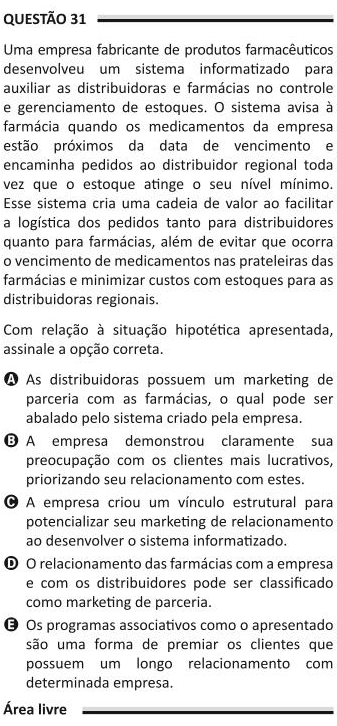 QUESTÃO 31
Uma empresa fabricante de produtos farmacêuticos
desenvolveu um sistema informatizado para
auxiliar as distribuidoras e farmácias no controle
e gerenciamento de estoques. O sistema avisa à
farmácia quando os medicamentos da empresa
estão próximos da data de vencimento e
encaminha pedidos ao distribuidor regional toda
vez que o estoque atinge o seu nível mínimo.
Esse sistema cria uma cadeia de valor ao facilitar
a logística dos pedidos tanto para distribuidores
quanto para farmácias, além de evitar que ocorra
o vencimento de medicamentos nas prateleiras das
farmácias e minimizar custos com estoques para as
distribuidoras regionais.
Com relação à situação hipotética apresentada,
assinale a opção correta.
A As distribuidoras possuem um marketing de
parceria com as farmácias, o qual pode ser
abalado pelo sistema criado pela empresa.
B A empresa demonstrou claramente sua
preocupação com os clientes mais lucrativos,
priorizando seu relacionamento com estes.
C A empresa criou um vínculo estrutural para
potencializar seu marketing de relacionamento
ao desenvolver o sistema informatizado.
D O relacionamento das farmácias com a empresa
e com os distribuidores pode ser classificado
como marketing de parceria.
E Os programas associativos como o apresentado
são uma forma de premiar os clientes que
possuem um longo relacionamento com
determinada empresa.
Área livre